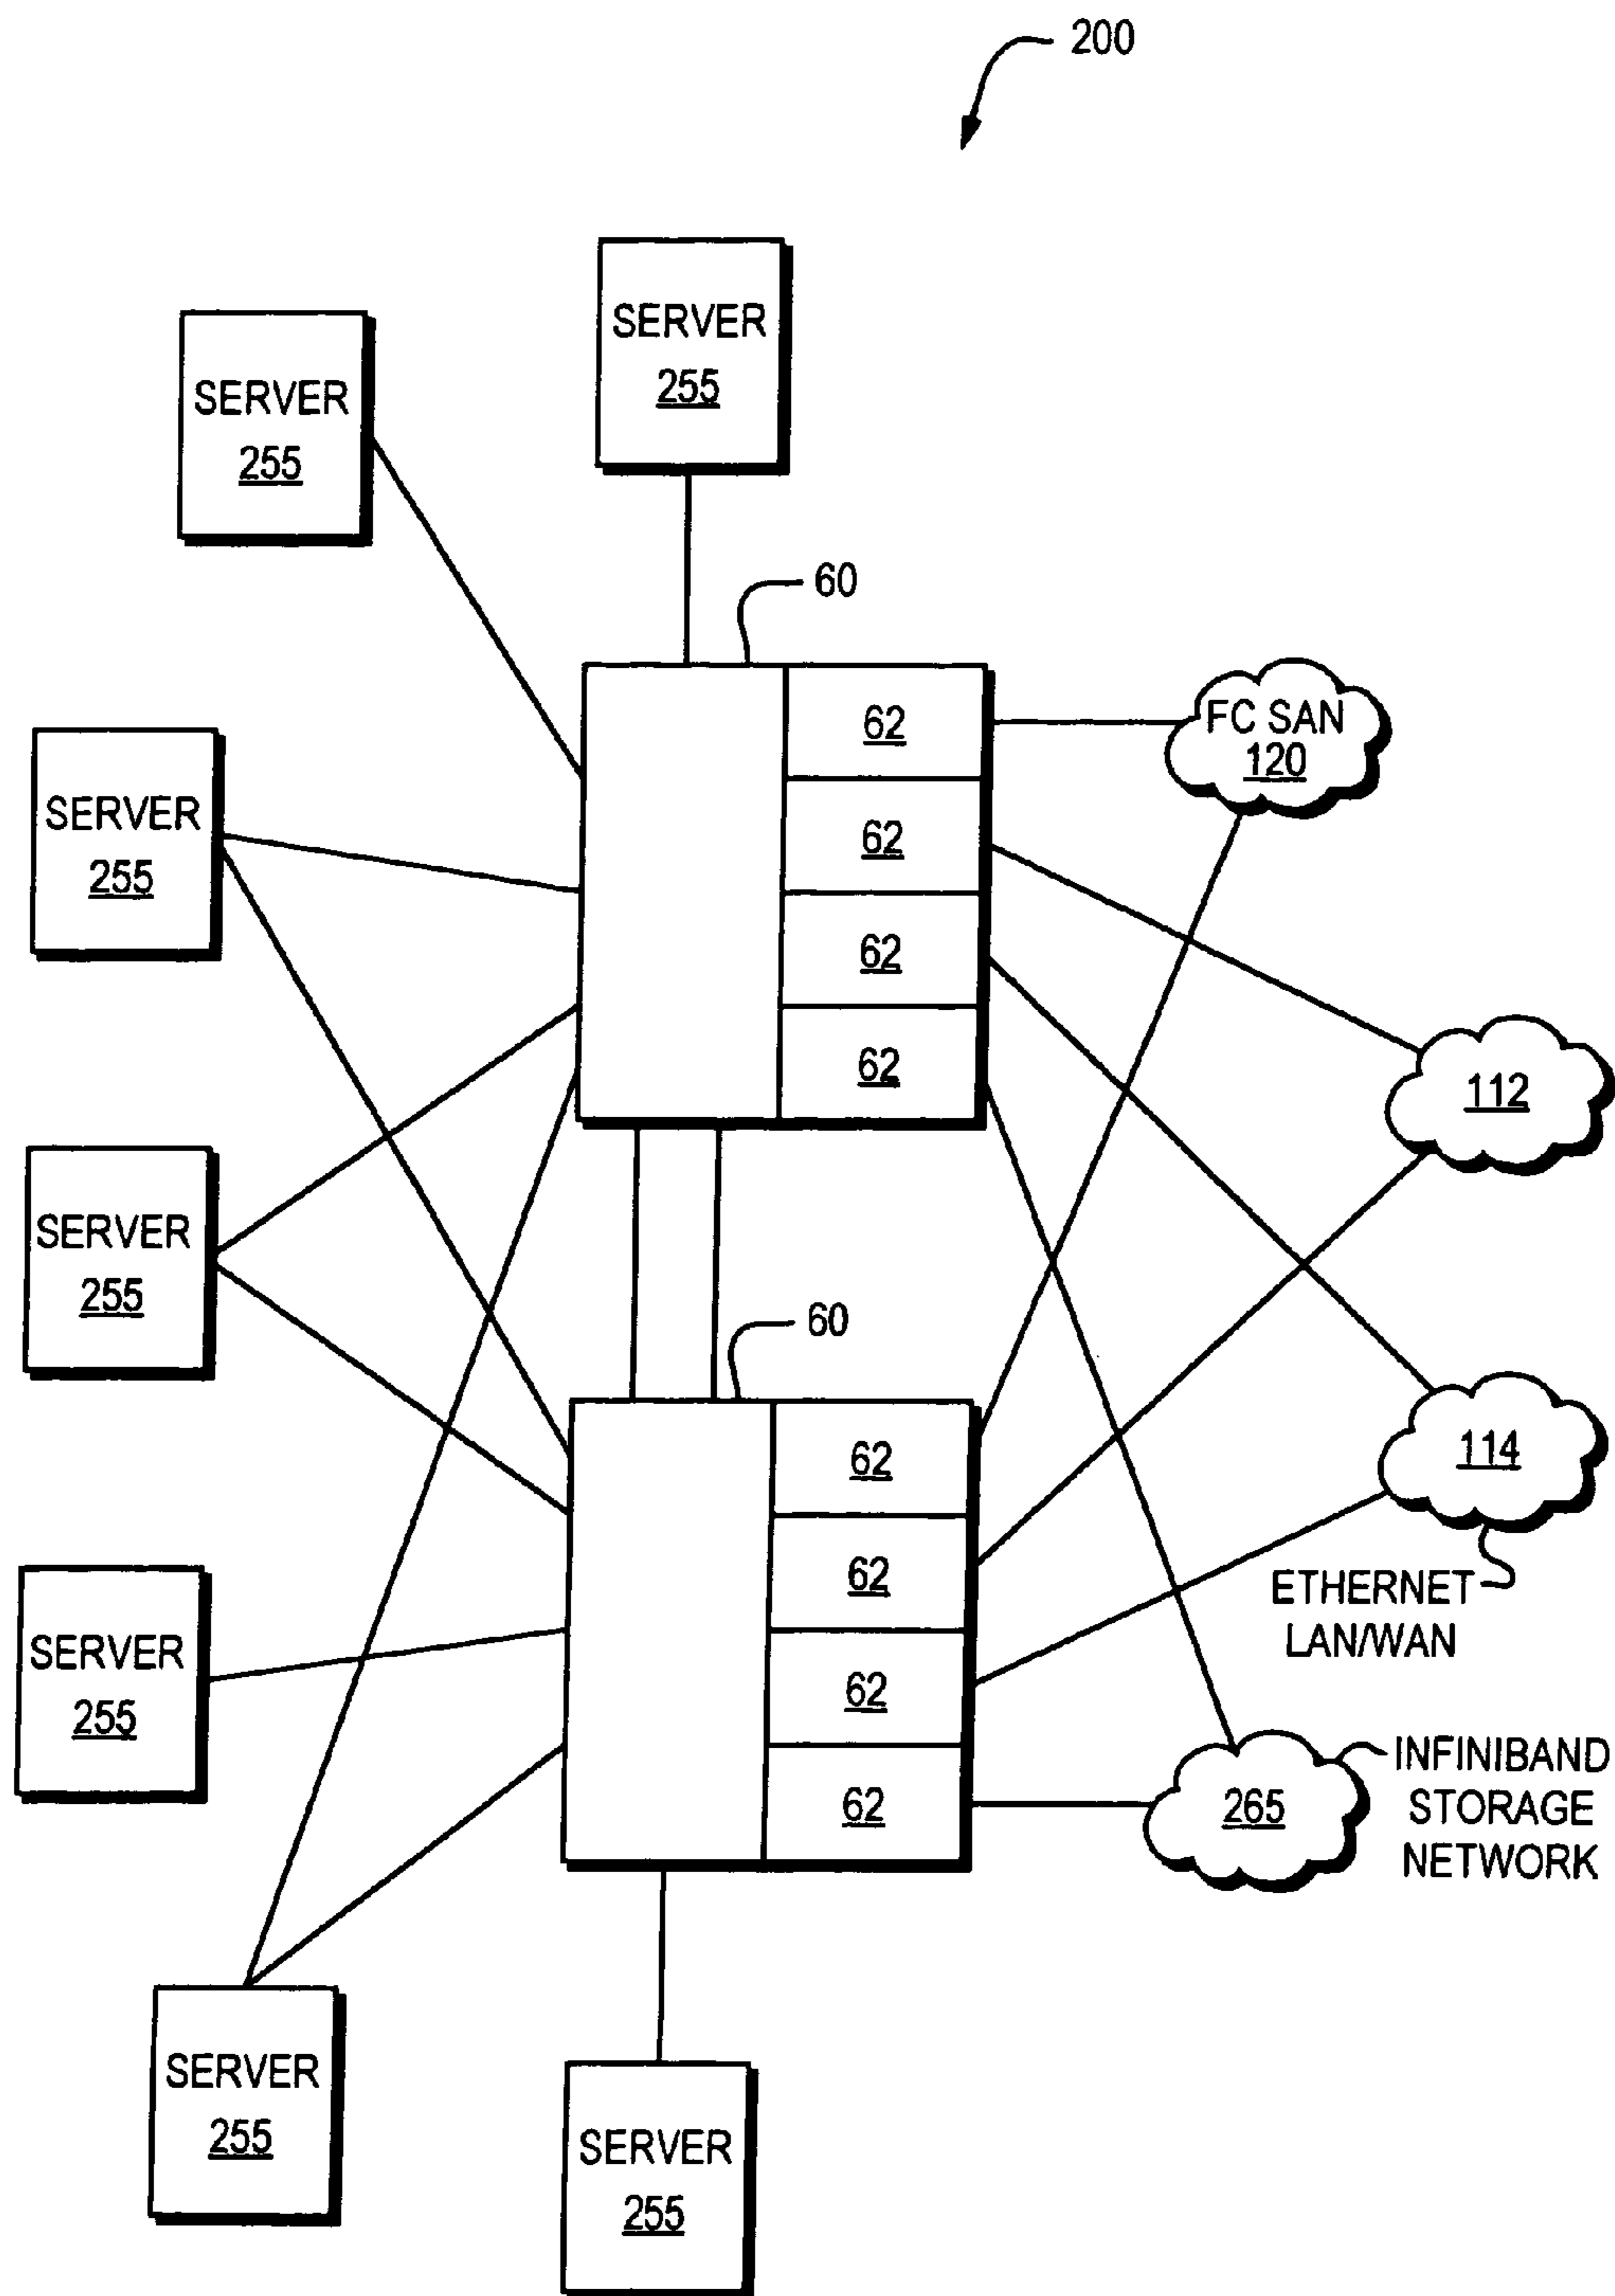 200
SERVER
255
SERVER
255
60
62
FC SAN
120
SERVER
255
62
62
62
112
SERVER
255
60
62
114
ETHERNET
LAN/WAN
62
SERVER
255
62
INFINIBAND
STORAGE
NETWORK
265
62
SERVER
255
SERVER
255